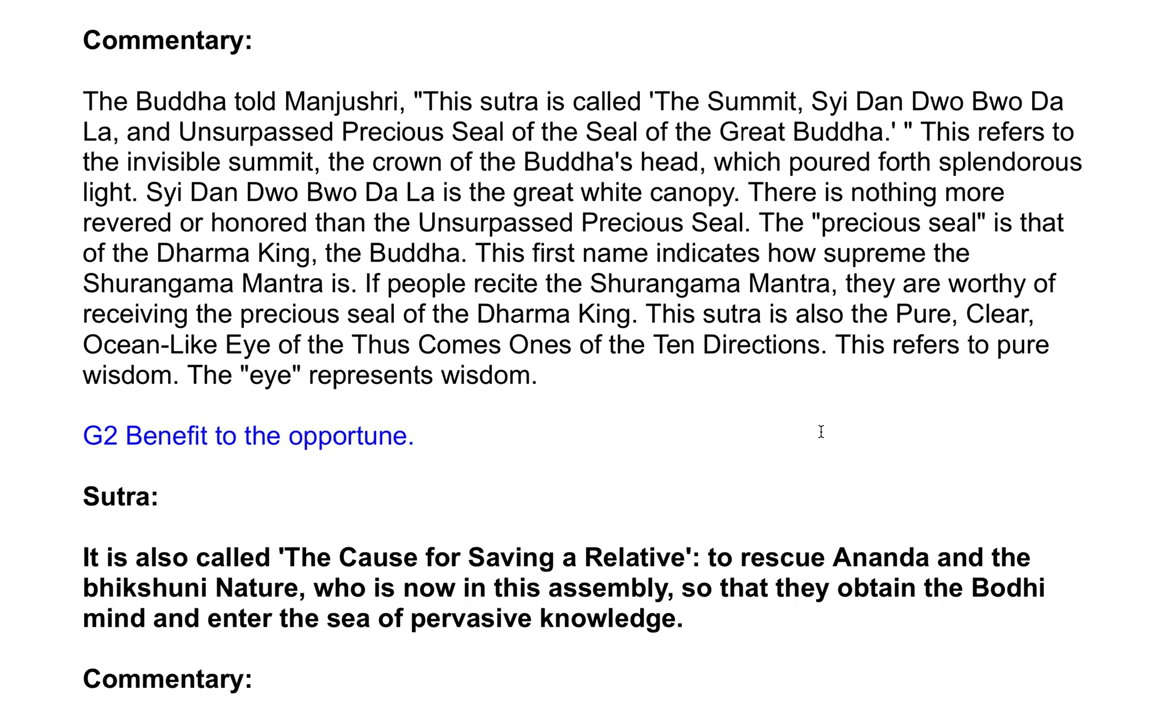 Commentary:
The Buddha told Manjushri, "This sutra is called 'The Summit, Syi Dan Dwo Bwo Da
La, and Unsurpassed Precious Seal of the Seal of the Great Buddha.' " This refers to
the invisible summit, the crown of the Buddha's head, which poured forth splendorous
light. Syi Dan Dwo Bwo Da La is the great white canopy. There is nothing more
revered or honored than the Unsurpassed Precious Seal. The "precious seal" is that
of the Dharma King, the Buddha. This first name indicates how supreme the
Shurangama Mantra is. If people recite the Shurangama Mantra, they are worthy of
receiving the precious seal of the Dharma King. This sutra is also the Pure, Clear,
Ocean-Like Eye of the Thus Comes Ones of the Ten Directions. This refers to pure
wisdom. The "eye" represents wisdom.
G2 Benefit to the opportune.
Sutra:
It is also called 'The Cause for Saving a Relative': to rescue Ananda and the
bhikshuni Nature, who is now in this assembly, so that they obtain the Bodhi
mind and enter the sea of pervasive knowledge.
Commentary: